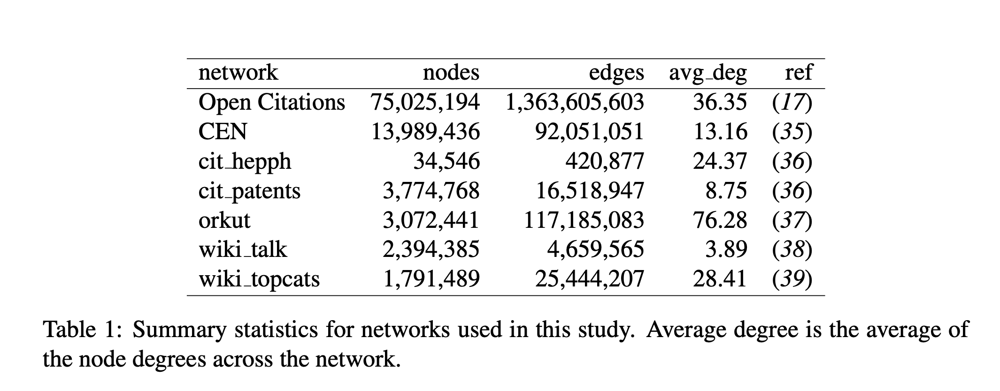 network nodes edges avg_deg ref
Open Citations 75,025,194 1,363,605,603 36.35 (17)
CEN 13,989,436 92,051,051 13.16 (35)
cit_hepph 34,546 420,877 24.37 (36)
cit_patents 3,774,768 16,518,947 8.75 (36)
orkut 3,072,441 117,185,083 76.28 (37)
wiki_talk 2,394,385 4,659,565 3.89 (38)
wiki_topcats 1,791,489 25,444,207 28.41 (39)
Table 1: Summary statistics for networks used in this study. Average degree is the average of
the node degrees across the network.